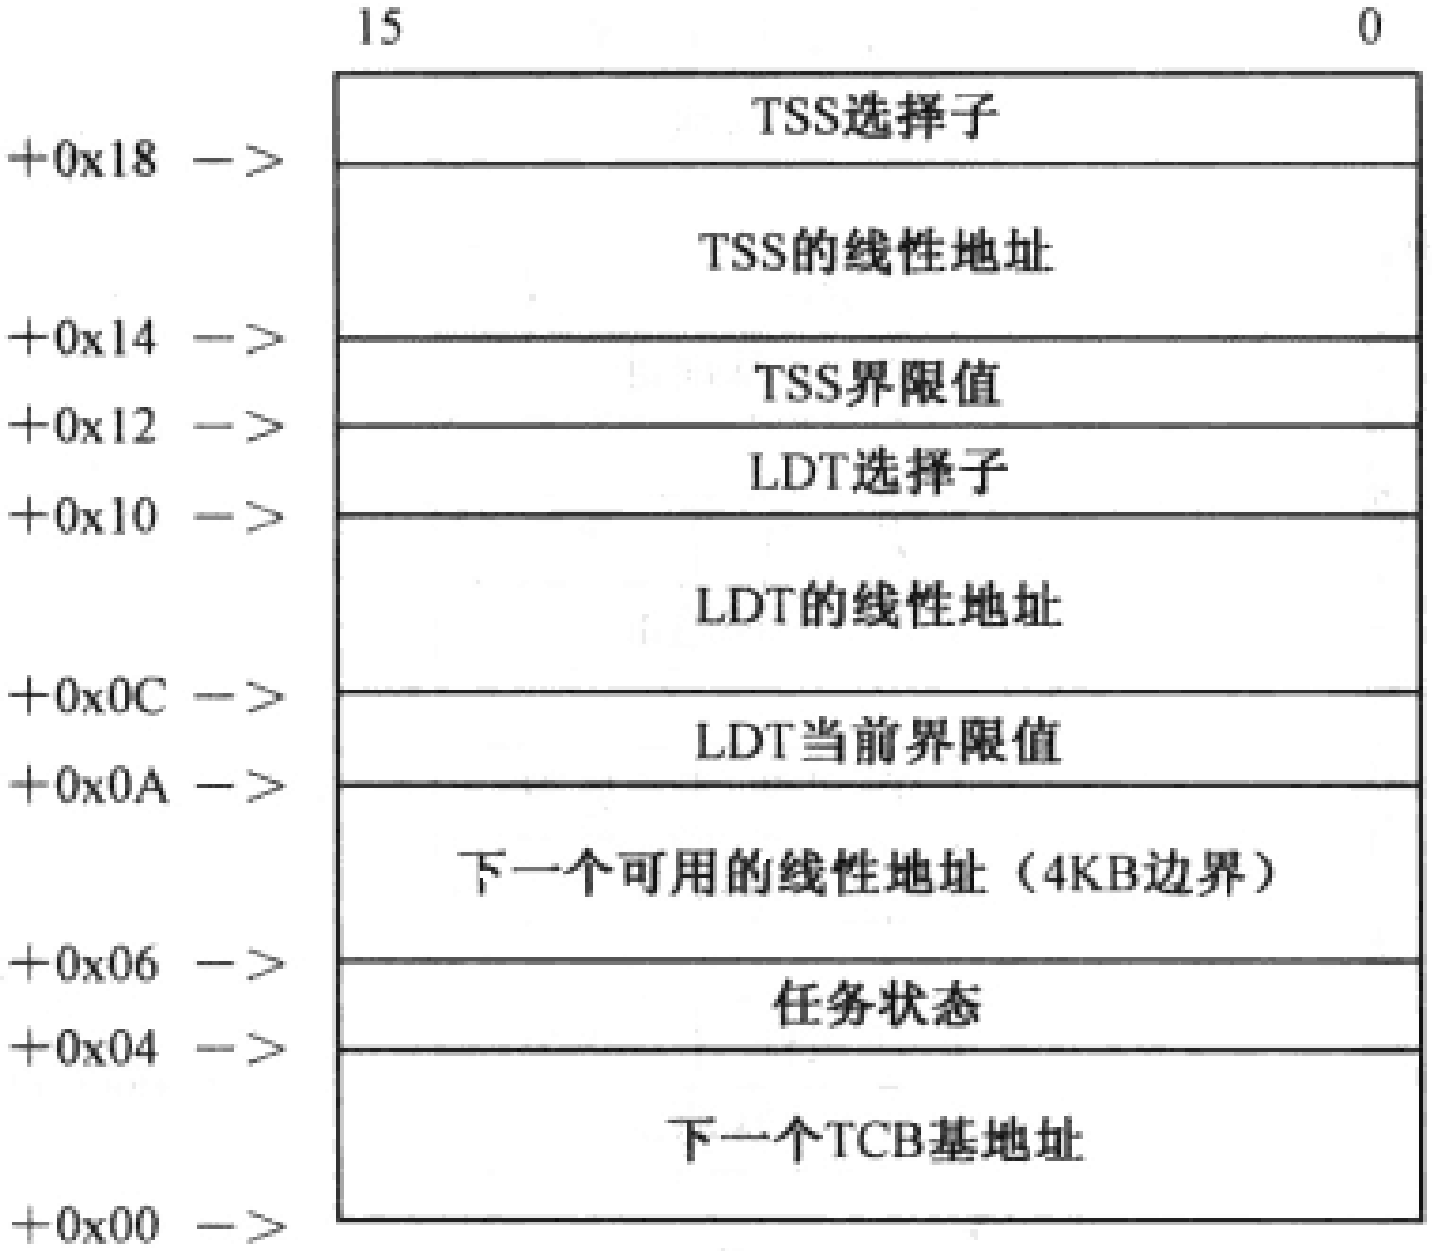 15 0
TSS选择子
+0x18 —>
TSS的线性地址
+0x14 —>
TSS界限值
+0x12 —>
LDT选择子
+0x10 —>
LDT的线性地址
+0x0C —>
LDT当前界限值
+0x0A —>
下一个可用的线性地址（4KB边界）
+0x06 —>
任务状态
+0x04 —>
下一个TCB基地址
+0x00 —>